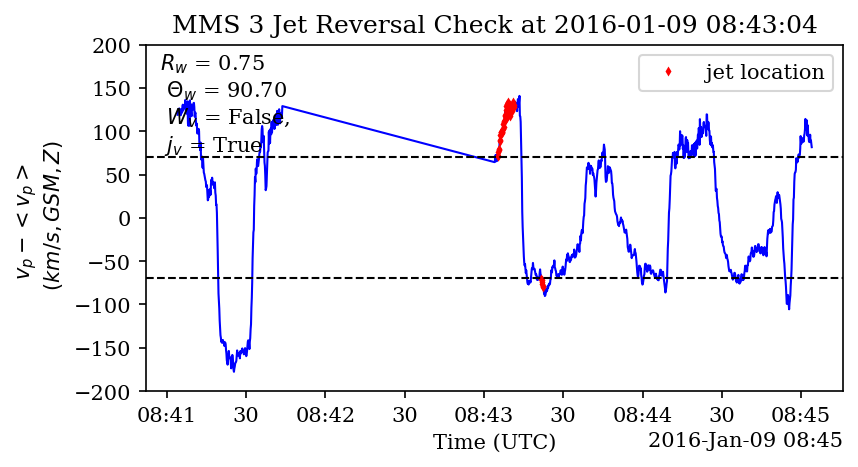 MMS 3 Jet Reversal Check at 2016-01-09 08:43:04
R_w = 0.75
Θ_w = 90.70
W_v = False,
j_v = True
jet location
v_p − < v_p >
(km/s, GSM, Z)
200
150
100
50
0
−50
−100
−150
−200
08:41 30 08:42 30 08:43 30 08:44 30 08:45
Time (UTC)
2016-Jan-09 08:45